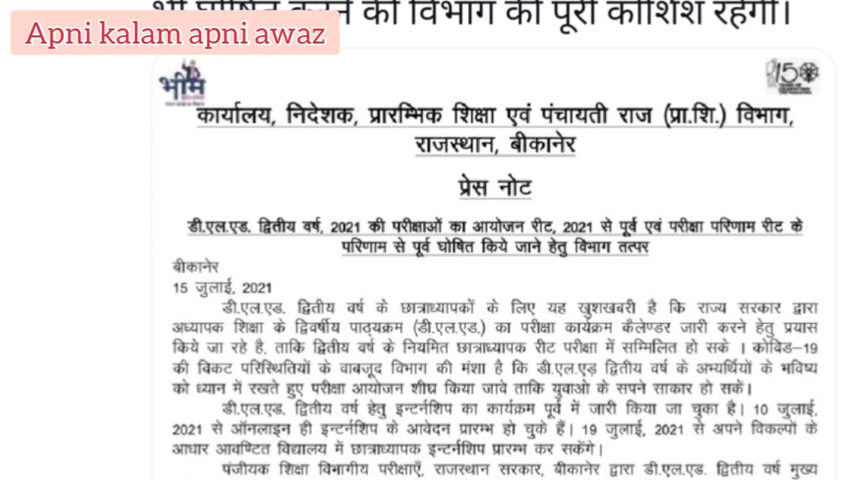 भी घोषित करने की विभाग की पूरी कोशिश रहेगी।
Apni kalam apni awaz
भीम
150
कार्यालय, निदेशक, प्रारम्भिक शिक्षा एवं पंचायती राज (प्रा.शि.) विभाग,
राजस्थान, बीकानेर
प्रेस नोट
डी.एल.एड. द्वितीय वर्ष, 2021 की परीक्षाओं का आयोजन रीट, 2021 से पूर्व एवं परीक्षा परिणाम रीट के
परिणाम से पूर्व घोषित किये जाने हेतु विभाग तत्पर
बीकानेर
15 जुलाई, 2021
डी.एल.एड. द्वितीय वर्ष के छात्राध्यापकों के लिए यह खुशखबरी है कि राज्य सरकार द्वारा
अध्यापक शिक्षा के द्विवर्षीय पाठ्यक्रम (डी.एल.एड.) का परीक्षा कार्यक्रम कैलेण्डर जारी करने हेतु प्रयास
किये जा रहे है, ताकि द्वितीय वर्ष के नियमित छात्राध्यापक रीट परीक्षा में सम्मिलित हो सके । कोविड–19
की विकट परिस्थितियों के वाबजूद विभाग की मंशा है कि डी.एल.एड़ द्वितीय वर्ष के अभ्यर्थियों के भविष्य
को ध्यान में रखते हुए परीक्षा आयोजन शीघ्र किया जावे ताकि युवाओ के सपने साकार हो सकें।
डी.एल.एड. द्वितीय वर्ष हेतु इन्टर्नशिप का कार्यक्रम पूर्व में जारी किया जा चुका है। 10 जुलाई,
2021 से ऑनलाइन ही इन्टर्नशिप के आवेदन प्रारम्भ हो चुके हैं। 19 जुलाई, 2021 से अपने विकल्पों के
आधार आवण्टित विद्यालय में छात्राध्यापक इन्टर्नशिप प्रारम्भ कर सकेंगे।
पंजीयक शिक्षा विभागीय परीक्षाएँ, राजस्थान सरकार, बीकानेर द्वारा डी.एल.एड. द्वितीय वर्ष मुख्य